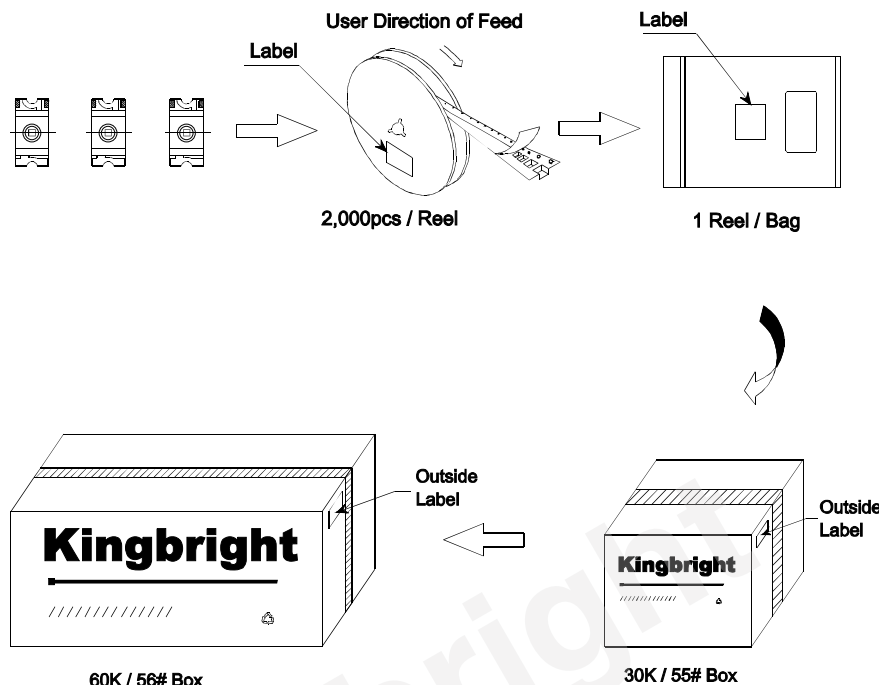 User Direction of Feed
Label
Label
2,000pcs / Reel
1 Reel / Bag
Outside
Label
Kingbright
60K / 56# Box
Outside
Label
Kingbright
30K / 55# Box